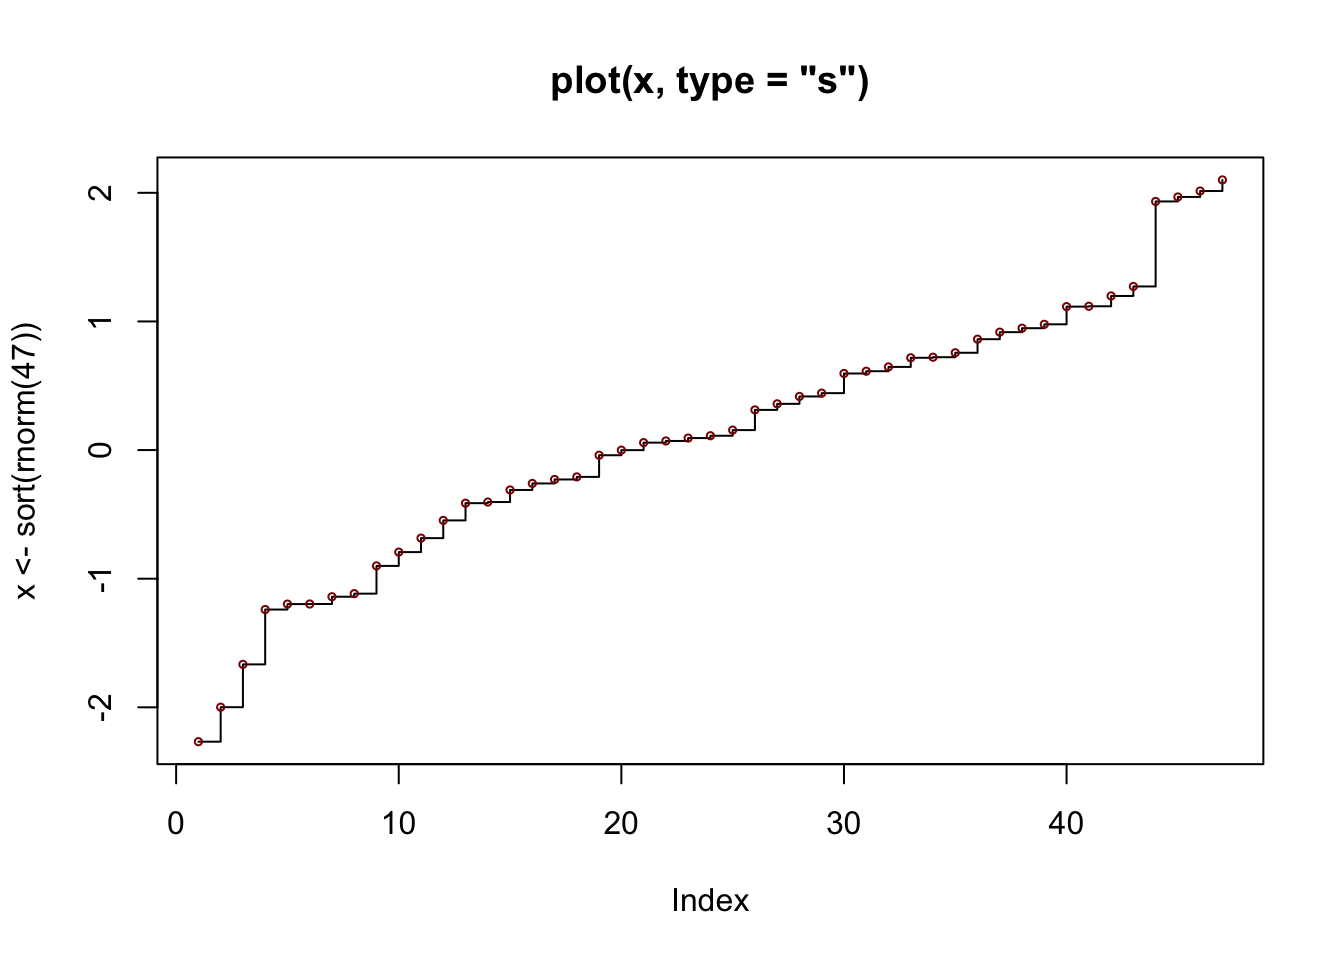 plot(x, type = "s")
x <- sort(rnorm(47))
2
1
0
-1
-2
0 10 20 30 40
Index